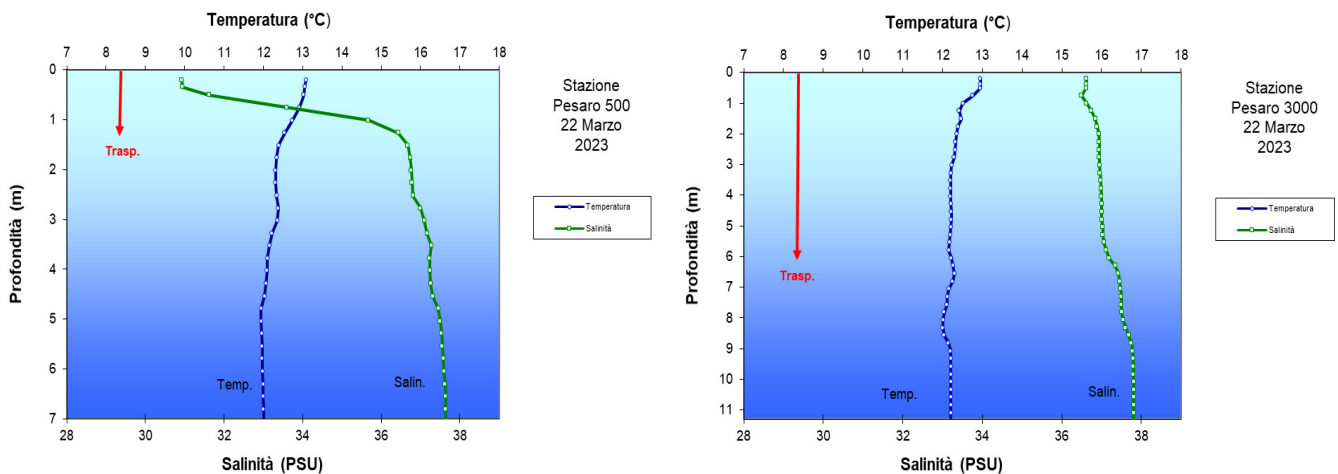 Temperatura (°C)
7 8 9 10 11 12 13 14 15 16 17 18
0
1
2
3
4
5
6
7
Profondità (m)
Trasp.
Temp.
Salin.
28 30 32 34 36 38
Salinità (PSU)
Stazione
Pesaro 500
22 Marzo
2023
Temperatura
Salinità
Temperatura (°C)
7 8 9 10 11 12 13 14 15 16 17 18
0
1
2
3
4
5
6
7
8
9
10
11
Profondità (m)
Trasp.
Temp.
Salin.
28 30 32 34 36 38
Salinità (PSU)
Stazione
Pesaro 3000
22 Marzo
2023
Temperatura
Salinità